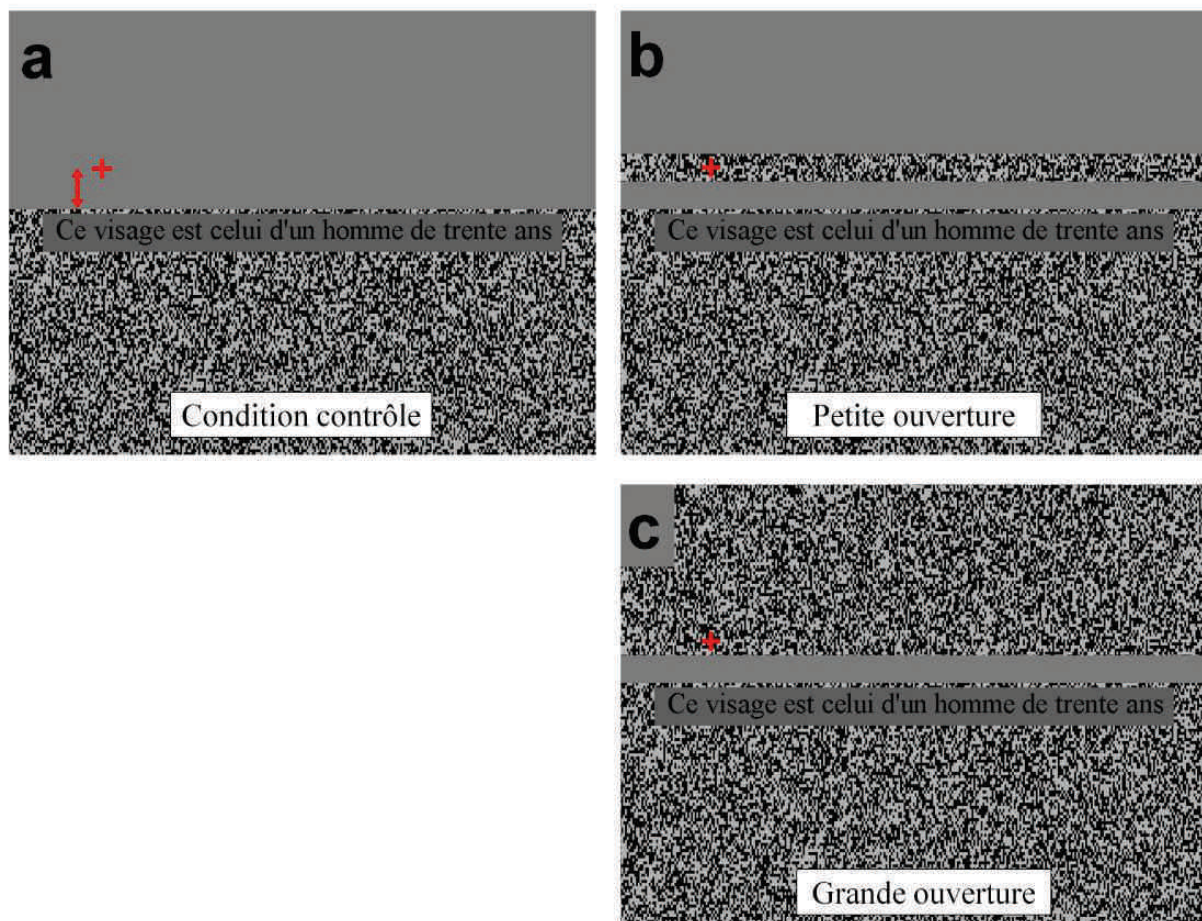 a
Ce visage est celui d'un homme de trente ans
Condition contrôle
b
Ce visage est celui d'un homme de trente ans
Petite ouverture
c
Ce visage est celui d'un homme de trente ans
Grande ouverture